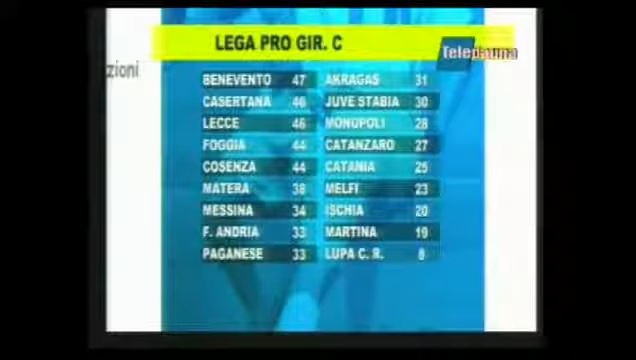 LEGA PRO GIR. C
Teledauna
zioni
BENEVENTO 47
CASERTANA 46
LECCE 46
FOGGIA 44
COSENZA 44
MATERA 38
MESSINA 34
F. ANDRIA 33
PAGANESE 33
AKRAGAS 31
JUVE STABIA 30
MONOPOLI 28
CATANZARO 27
CATANIA 25
MELFI 23
ISCHIA 20
MARTINA 19
LUPA C. R. 8